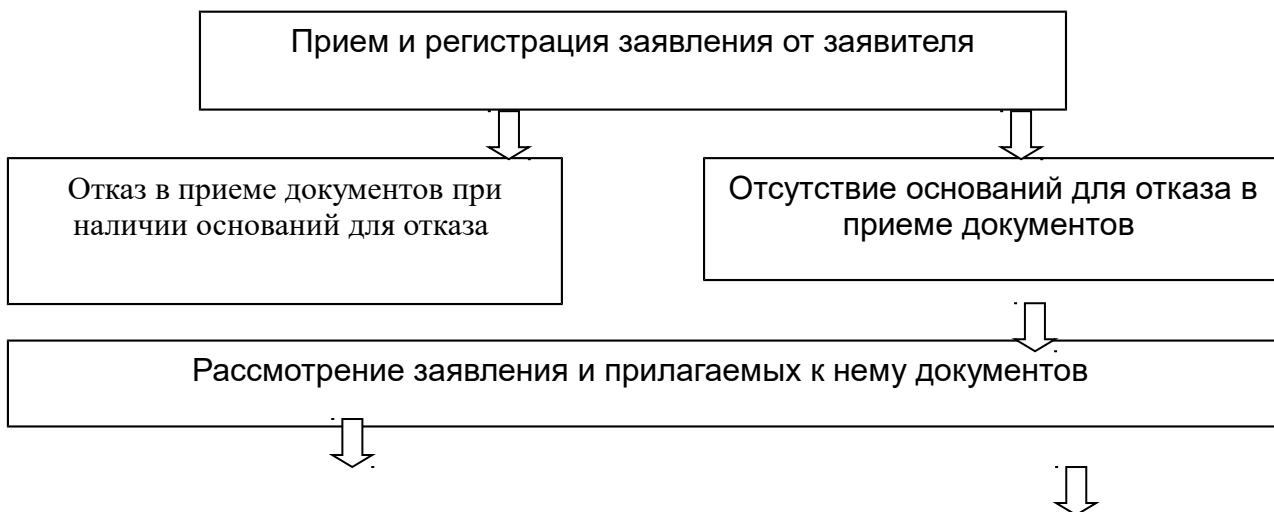 Прием и регистрация заявления от заявителя
Отказ в приеме документов при
наличии оснований для отказа
Отсутствие оснований для отказа в
приеме документов
Рассмотрение заявления и прилагаемых к нему документов